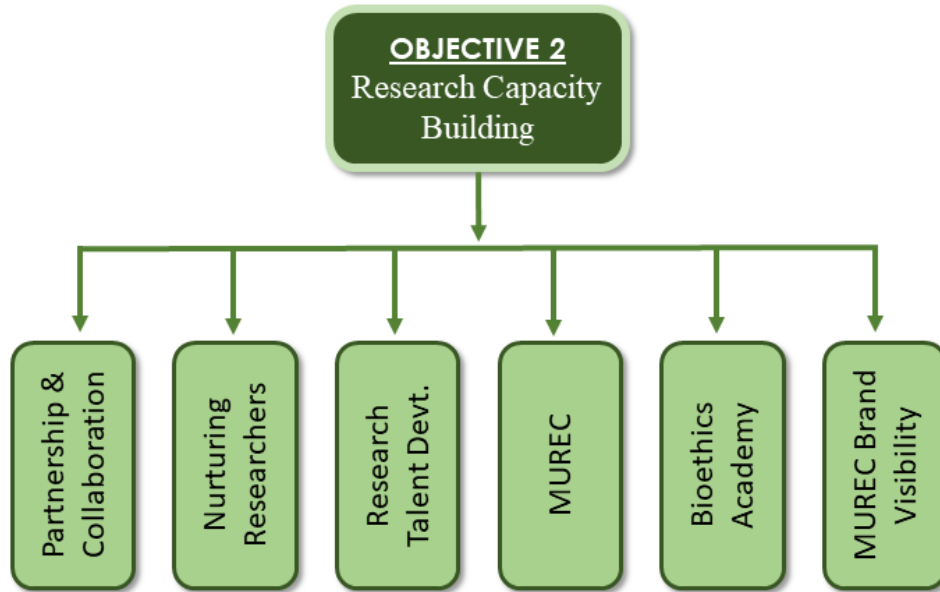 OBJECTIVE 2
Research Capacity
Building
Partnership &
Collaboration
Nurturing
Researchers
Research
Talent Devt.
MUREC
Bioethics
Academy
MUREC Brand
Visibility